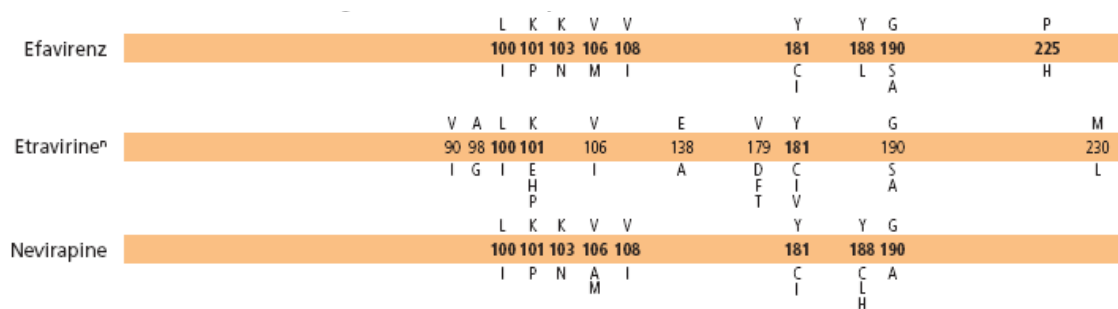 L K K V V Y Y G P
Efavirenz 100 101 103 106 108 181 188 190 225
I P N M I C L S H
I A
V A L K V E V Y G M
Etravirineⁿ 90 98 100 101 106 138 179 181 190 230
I G I E I A D C S L
H F I A
P T V
L K K V V Y Y G
Nevirapine 100 101 103 106 108 181 188 190
I P N A I C C A
M I L
H